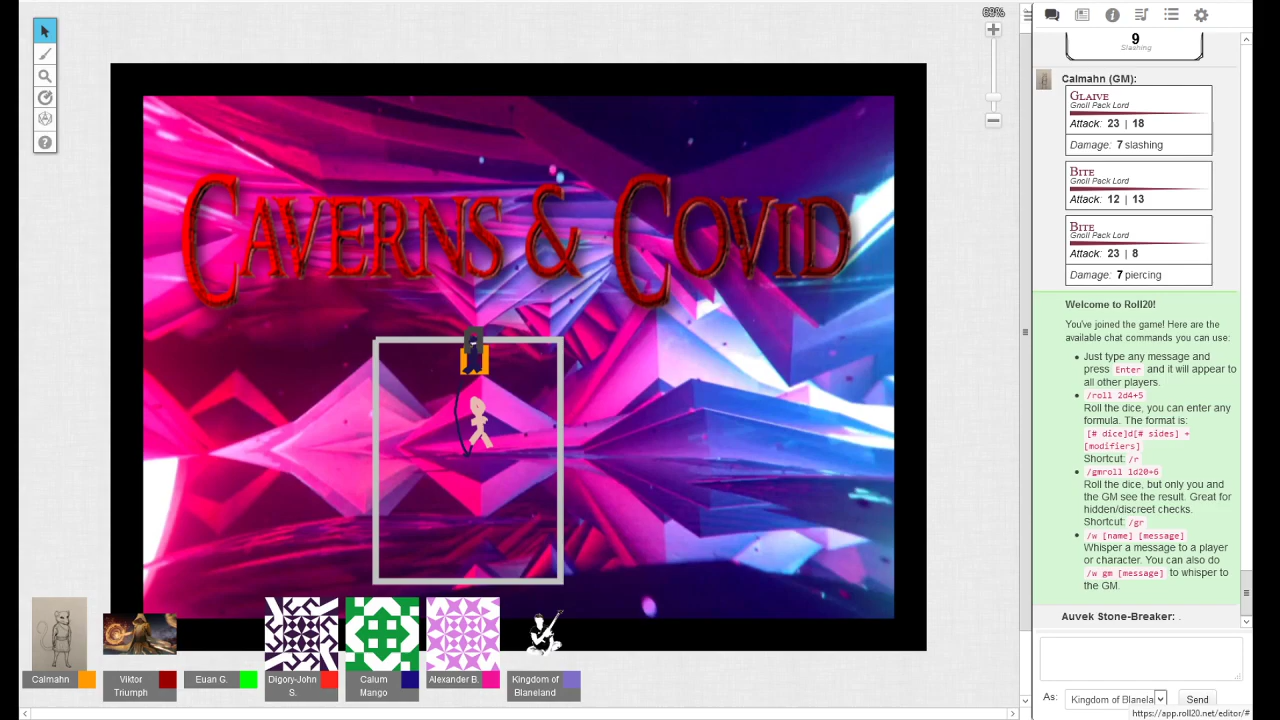 68%
CAVERNS & COVID
Calmahn
Viktor
Triumph
Euan G.
Digory-John
S.
Calum
Mango
Alexander B.
Kingdom of
Blaneland
9
Slashing
Calmahn (GM):
GLAIVE
Gnoll Pack Lord
Attack: 23 | 18
Damage: 7 slashing
BITE
Gnoll Pack Lord
Attack: 12 | 13
BITE
Gnoll Pack Lord
Attack: 23 | 8
Damage: 7 piercing
Welcome to Roll20!
You've joined the game! Here are the
available chat commands you can use:
Just type any message and
press Enter and it will appear to
all other players.
/roll 2d4+5
Roll the dice, you can enter any
formula. The format is:
[# dice]d[# sides] +
[modifiers]
Shortcut: /r
/gmroll 1d20+6
Roll the dice, but only you and
the GM see the result. Great for
hidden/discreet checks.
Shortcut: /gr
/w [name] [message]
Whisper a message to a player
or character. You can also do
/w gm [message] to whisper to
the GM.
Auvek Stone-Breaker: .
As: Kingdom of Blanela Send
https://app.roll20.net/editor/#